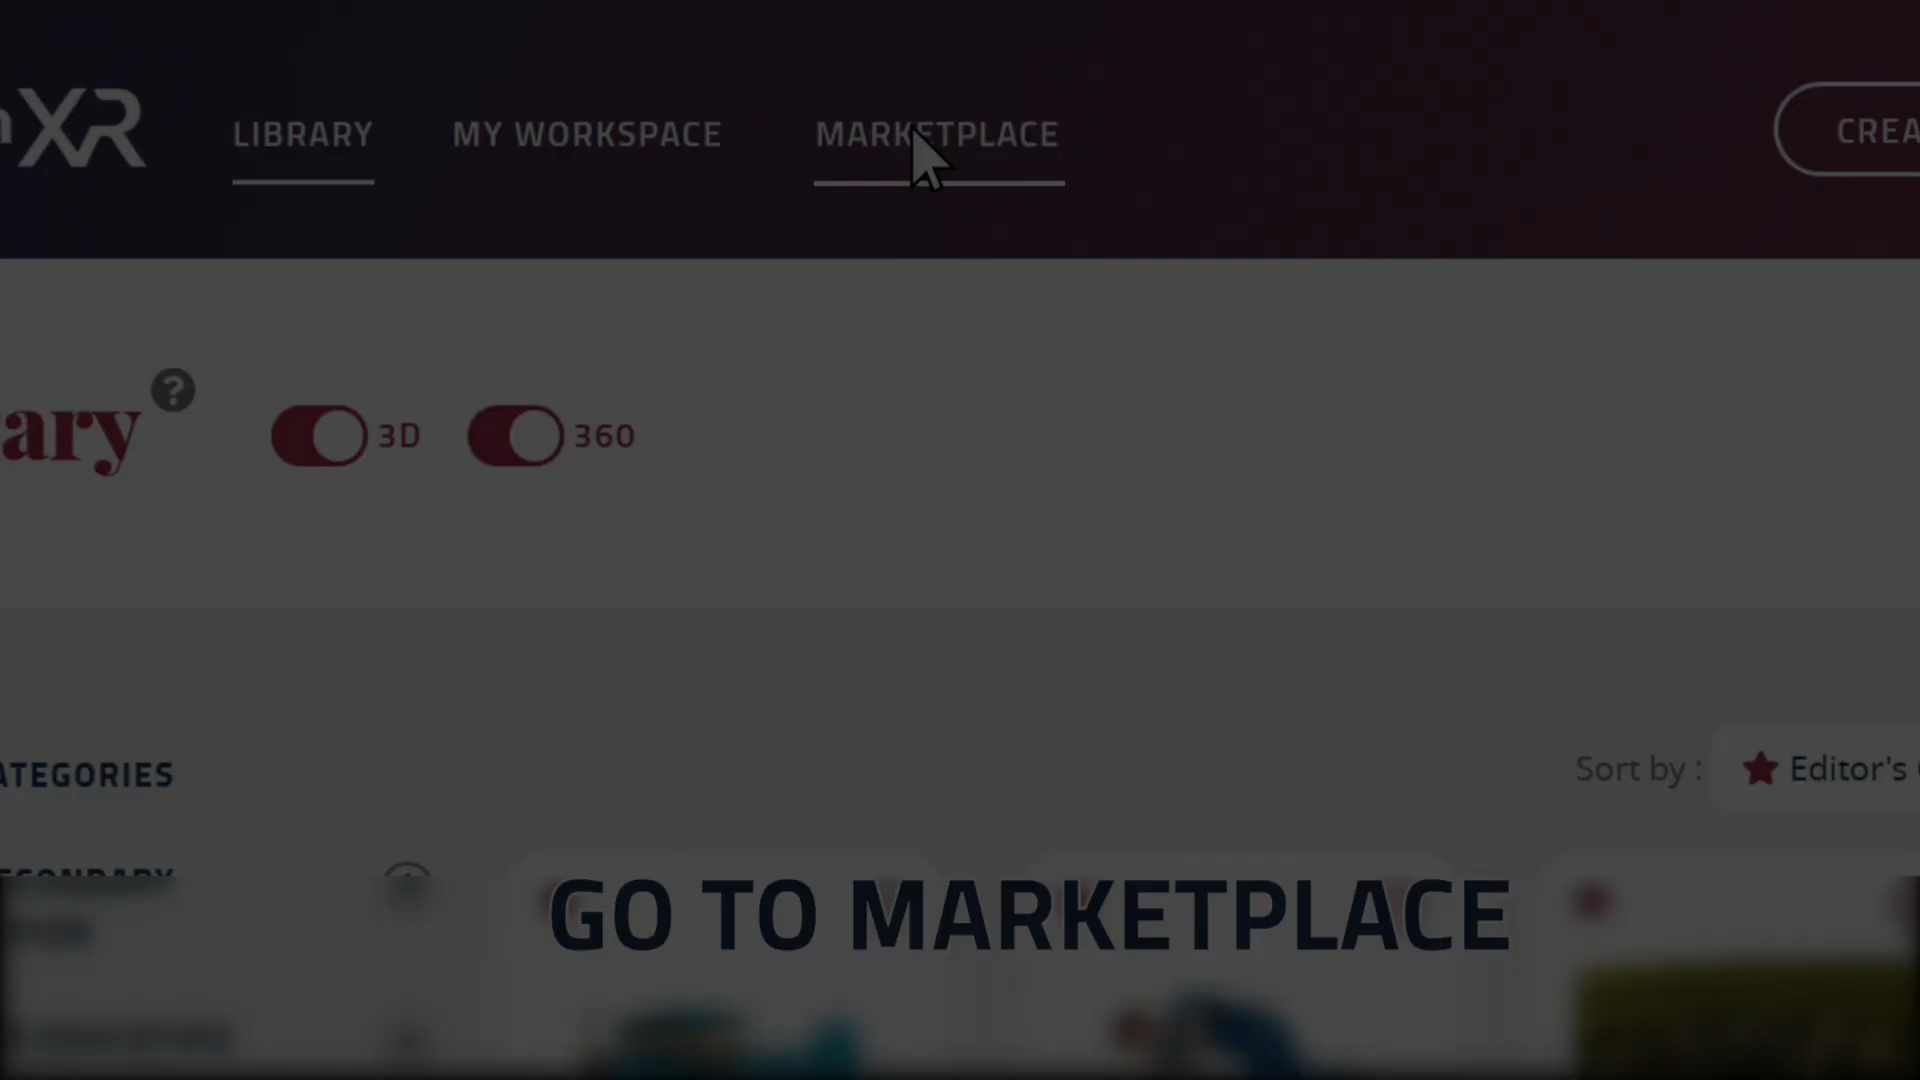 XR
LIBRARY
MY WORKSPACE
MARKETPLACE
CREA
ary
?
3D
360
ATEGORIES
Sort by :
Editor's
GO TO MARKETPLACE